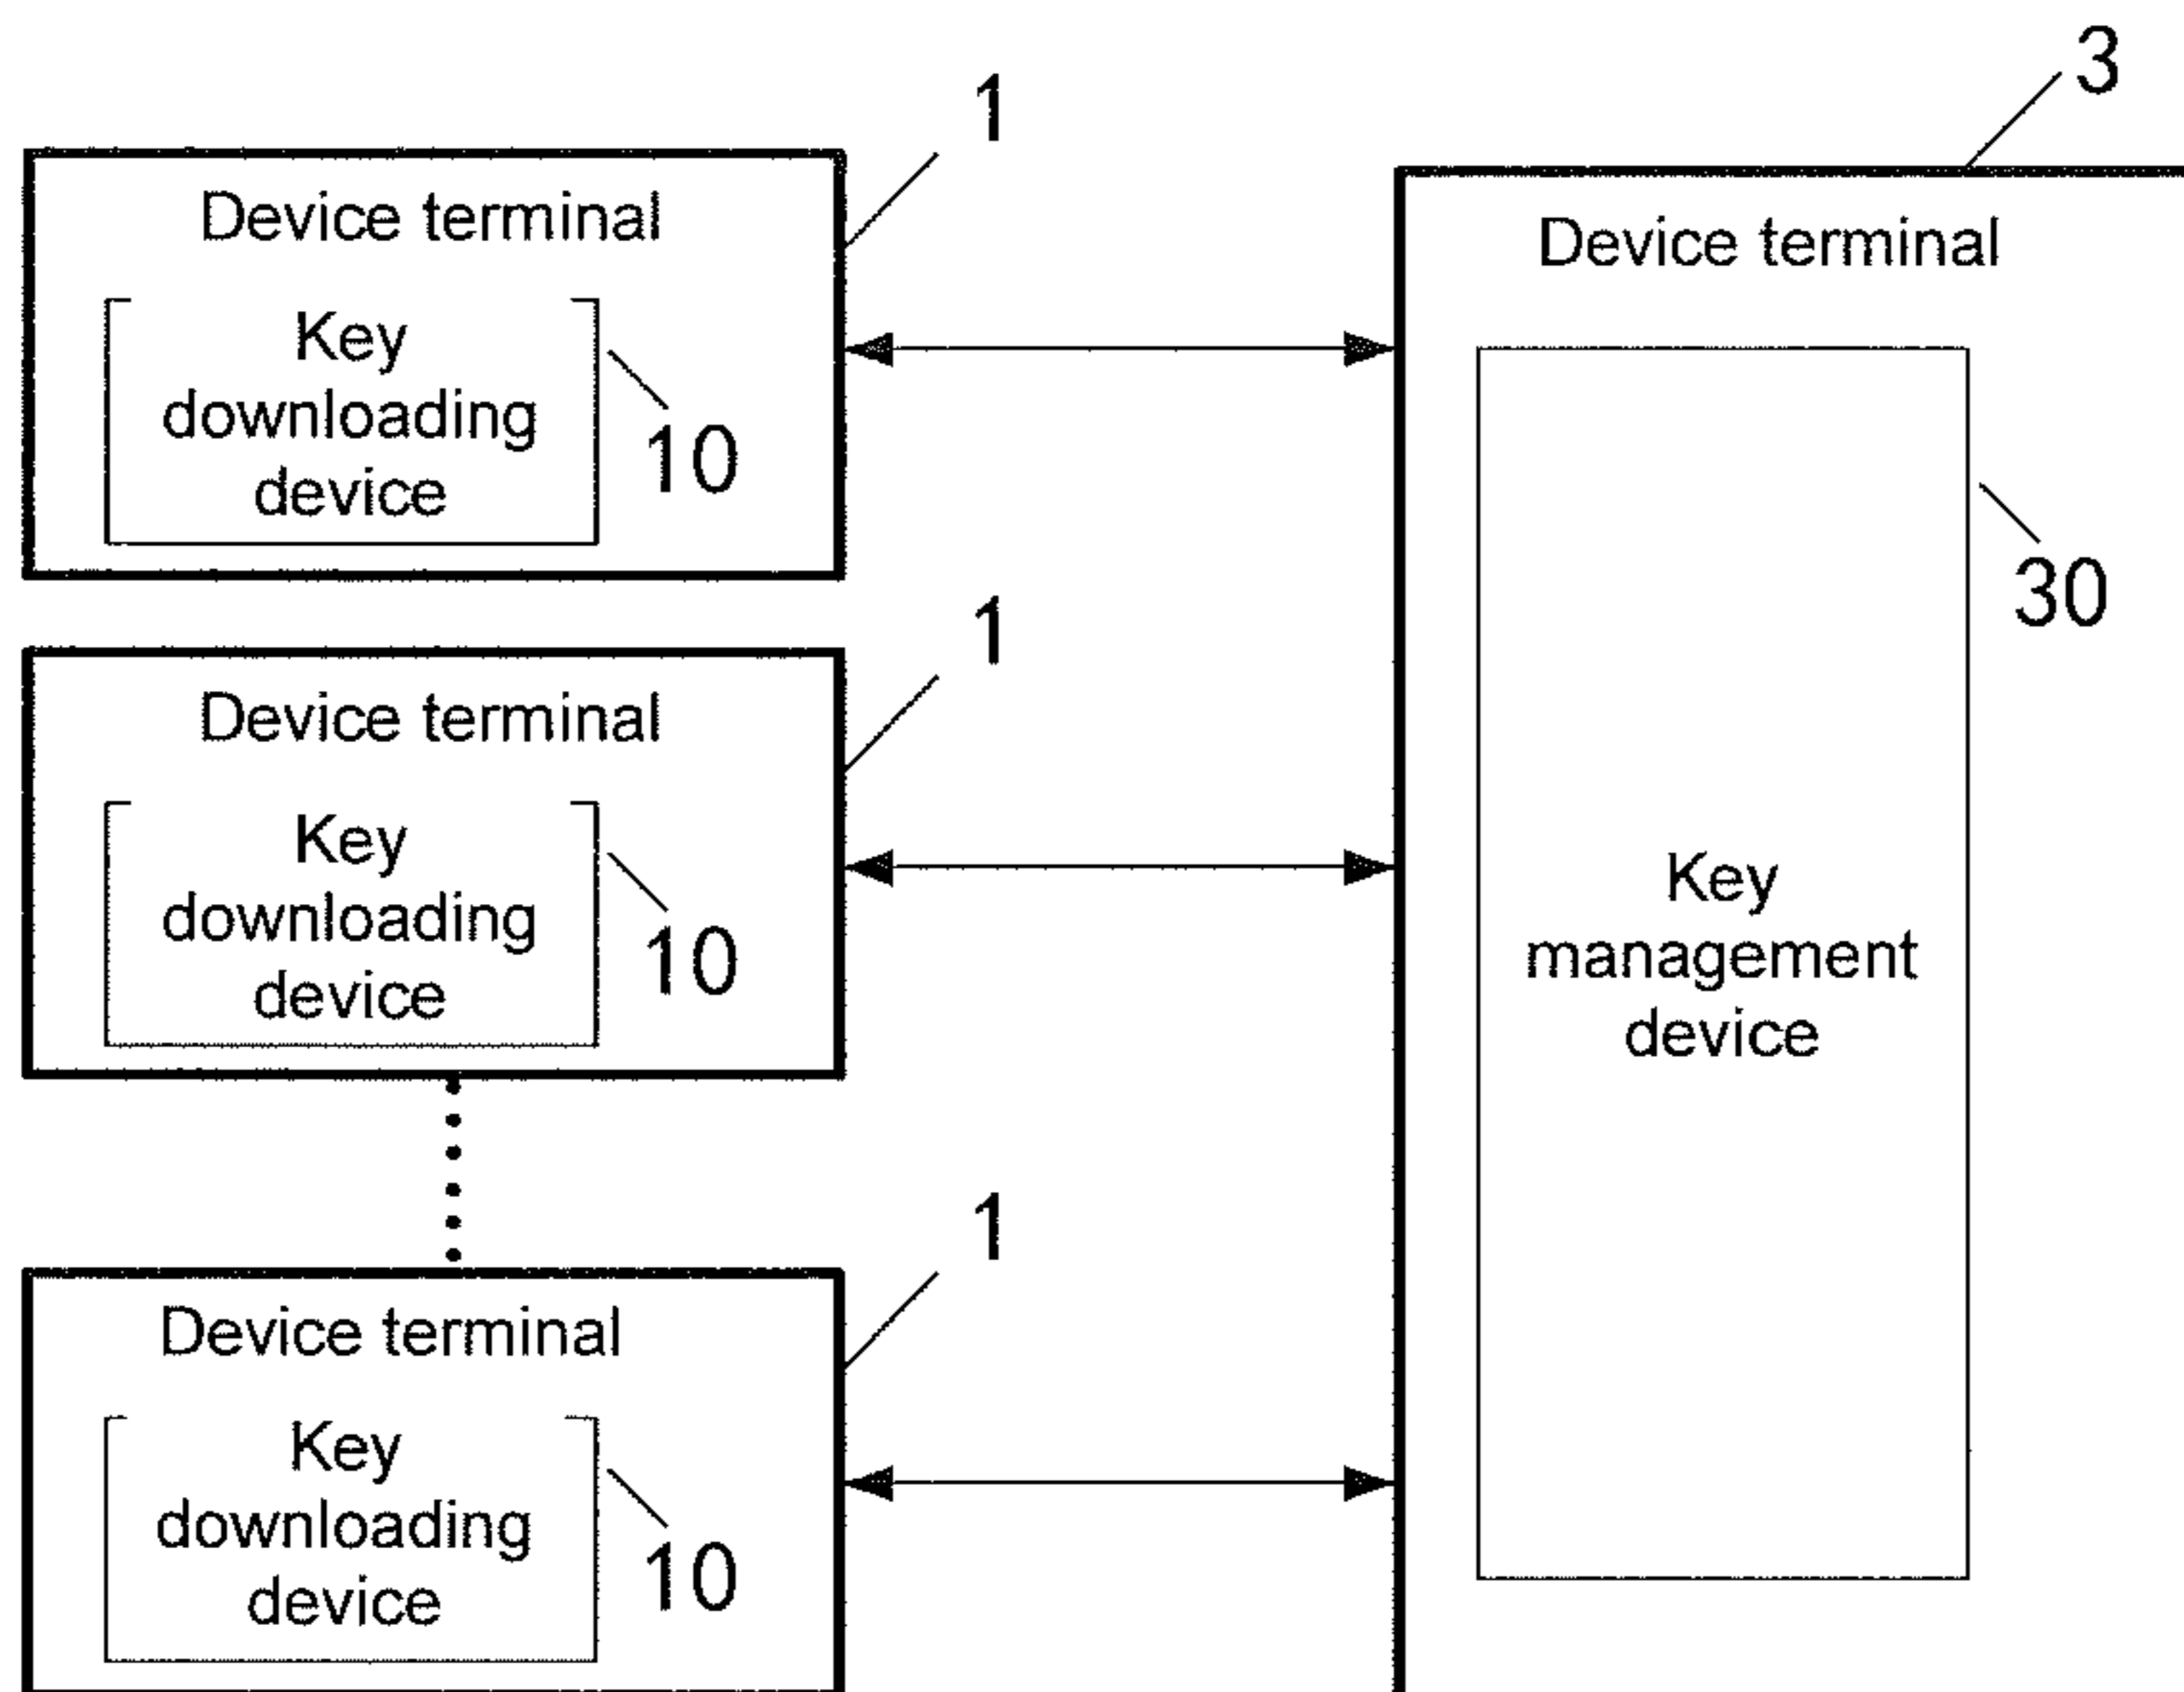 1
Device terminal
Key
downloading
device
10
1
Device terminal
Key
downloading
device
10
1
Device terminal
Key
downloading
device
10
3
Device terminal
30
Key
management
device